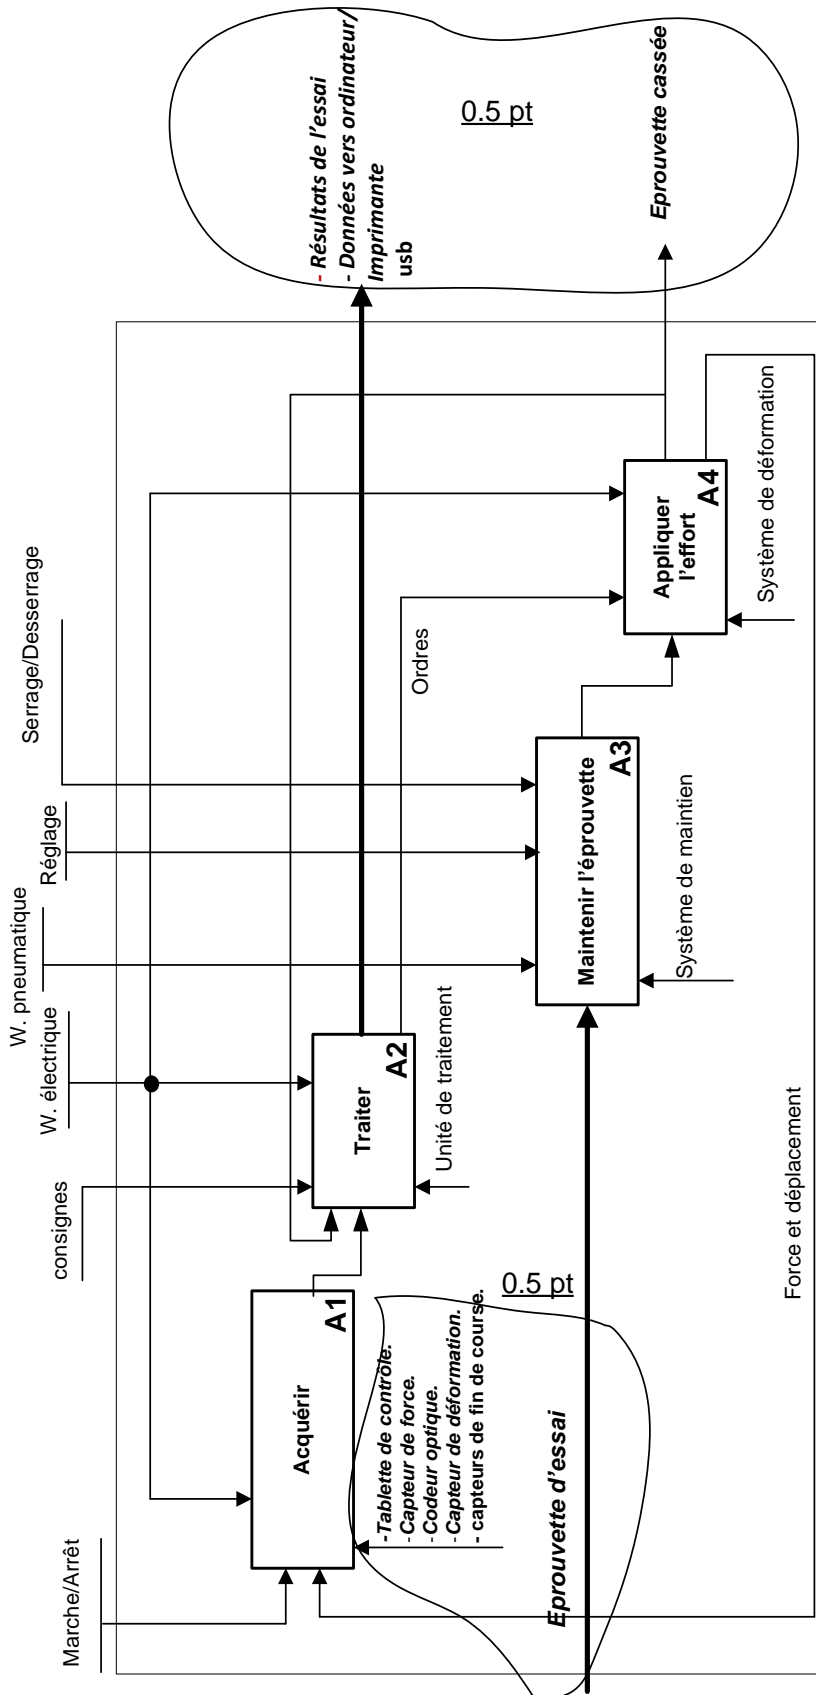 Marche/Arrêt
consignes
W. électrique
W. pneumatique
Réglage
Serrage/Desserrage
Acquérir
A1
-Tablette de contrôle.
-Capteur de force.
-Codeur optique.
-Capteur de déformation.
- capteurs de fin de course.
0.5 pt
Traiter
A2
Unité de traitement
Ordres
- Résultats de l'essai
- Données vers ordinateur/
Imprimante
usb
0.5 pt
Eprouvette d'essai
Maintenir l'éprouvette
A3
Système de maintien
Appliquer
l'effort
A4
Système de déformation
Eprouvette cassée
Force et déplacement